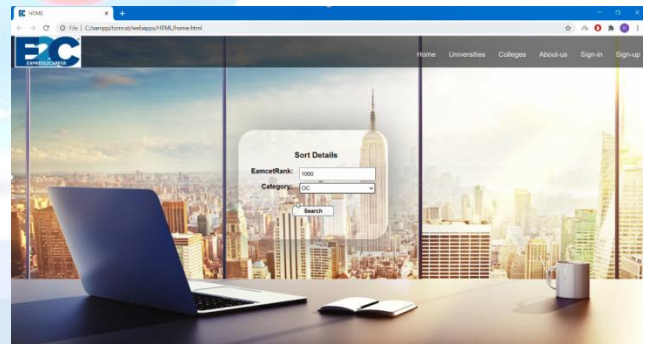 HOME
File | C:/xampp/tomcat/webapps/HTML/home.html
E2C
EXPRESS2CAREER
Home Universities Colleges About-us Sign-in Sign-up
Sort Details
EamcetRank: 1000
Category: OC
Search